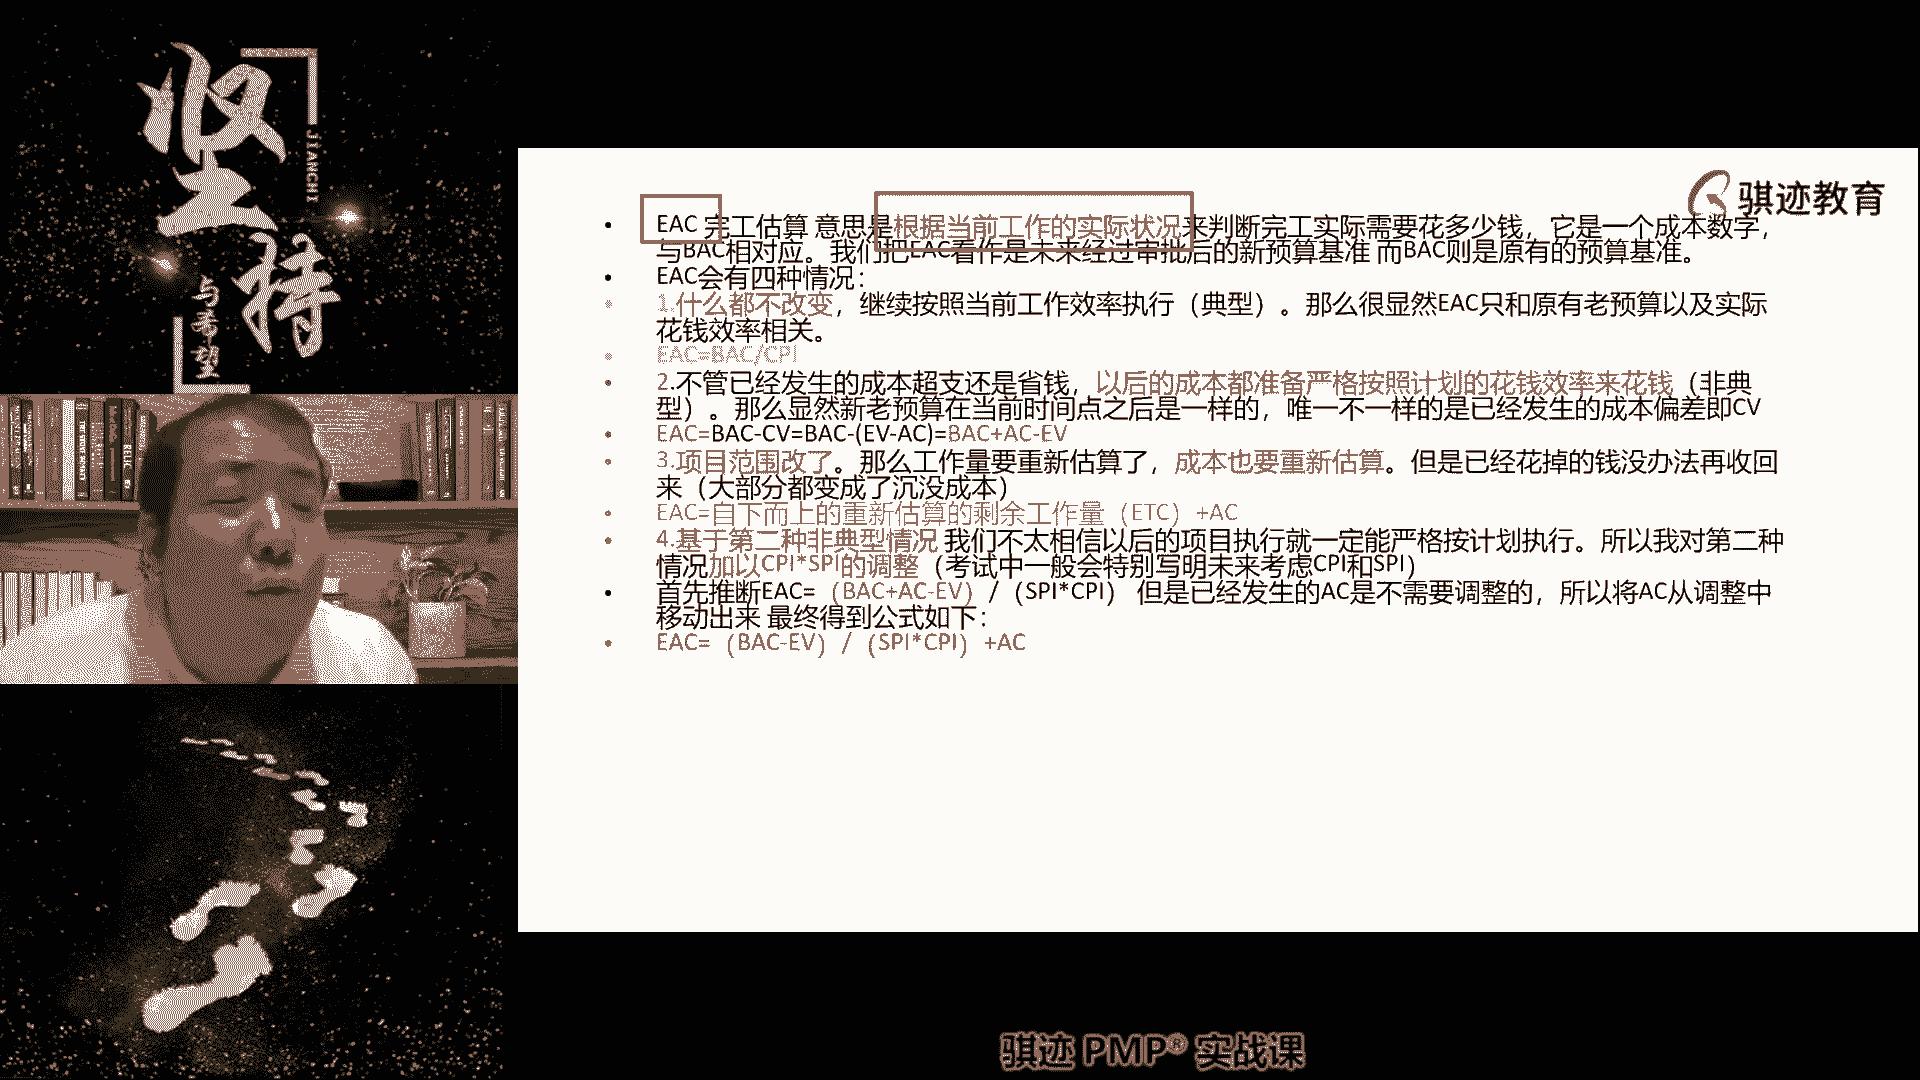 坚持
JIANCHI
与希望
骐迹教育
EAC 完工估算 意思是根据当前工作的实际状况来判断完工实际需要花多少钱，它是一个成本数字，
与BAC相对应。我们把EAC看作是未来经过审批后的新预算基准 而BAC则是原有的预算基准。
EAC会有四种情况：
1.什么都不改变，继续按照当前工作效率执行（典型）。那么很显然EAC只和原有老预算以及实际
花钱效率相关。
EAC=BAC/CPI
2.不管已经发生的成本超支还是省钱，以后的成本都准备严格按照计划的花钱效率来花钱（非典
型）。那么显然新老预算在当前时间点之后是一样的，唯一不一样的是已经发生的成本偏差即CV
EAC=BAC-CV=BAC-(EV-AC)=BAC+AC-EV
3.项目范围改了。那么工作量要重新估算了，成本也要重新估算。但是已经花掉的钱没办法再收回
来（大部分都变成了沉没成本）
EAC=自下而上的重新估算的剩余工作量（ETC）+AC
4.基于第二种非典型情况 我们不太相信以后的项目执行就一定能严格按计划执行。所以我对第二种
情况加以CPI*SPI的调整（考试中一般会特别写明未来考虑CPI和SPI）
首先推断EAC=（BAC+AC-EV）/（SPI*CPI） 但是已经发生的AC是不需要调整的，所以将AC从调整中
移动出来 最终得到公式如下：
EAC=（BAC-EV）/（SPI*CPI）+AC
骐迹 PMP® 实战课